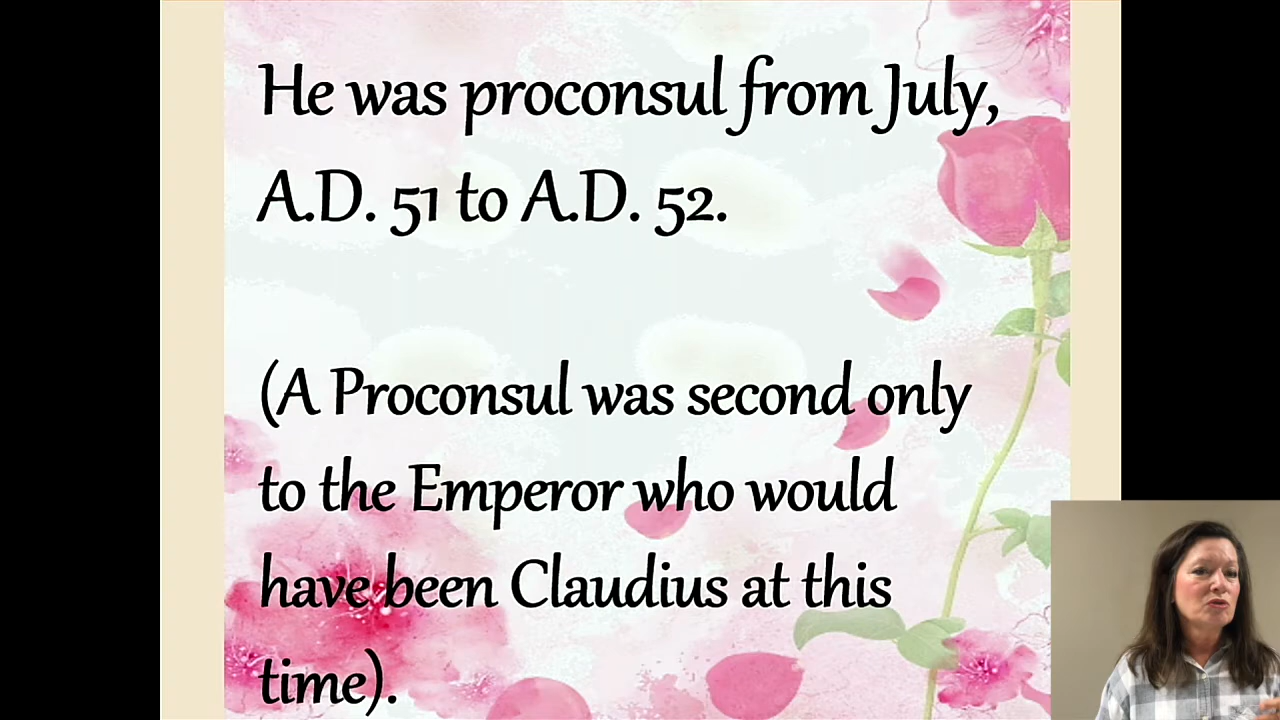 He was proconsul from July,
A.D. 51 to A.D. 52.
(A Proconsul was second only
to the Emperor who would
have been Claudius at this
time).